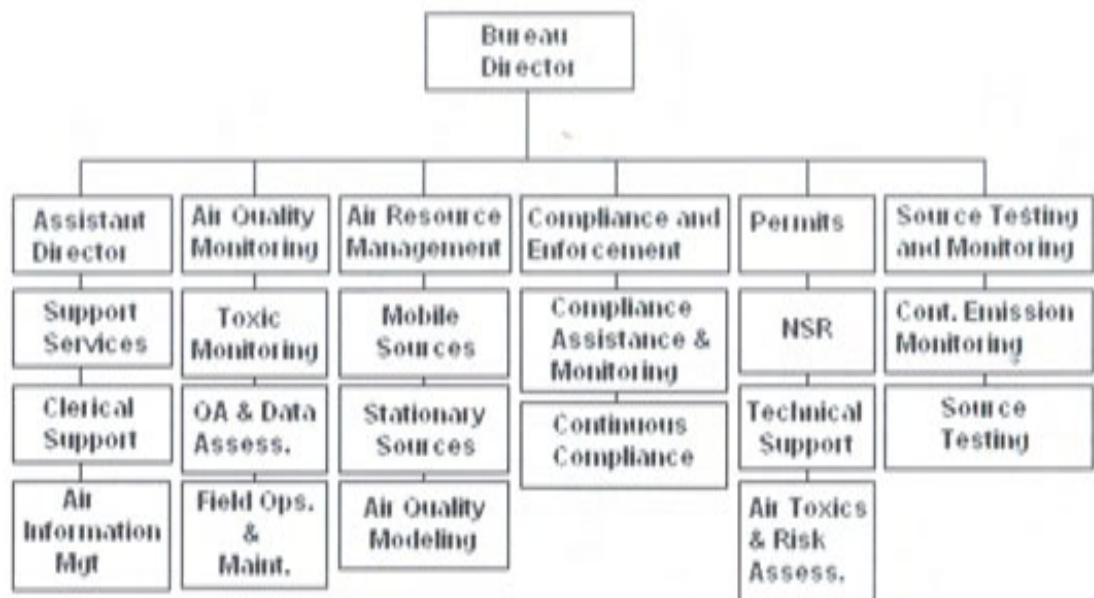 Bureau
Director
Assistant
Director
Support
Services
Clerical
Support
Air
Information
Mgt
Air Quality
Monitoring
Toxic
Monitoring
QA & Data
Assess.
Field Ops.
&
Maint.
Air Resource
Management
Mobile
Sources
Stationary
Sources
Air Quality
Modeling
Compliance and
Enforcement
Compliance
Assistance &
Monitoring
Continuous
Compliance
Permits
NSR
Technical
Support
Air Toxics
& Risk
Assess.
Source Testing
and Monitoring
Cont. Emission
Monitoring
Source
Testing